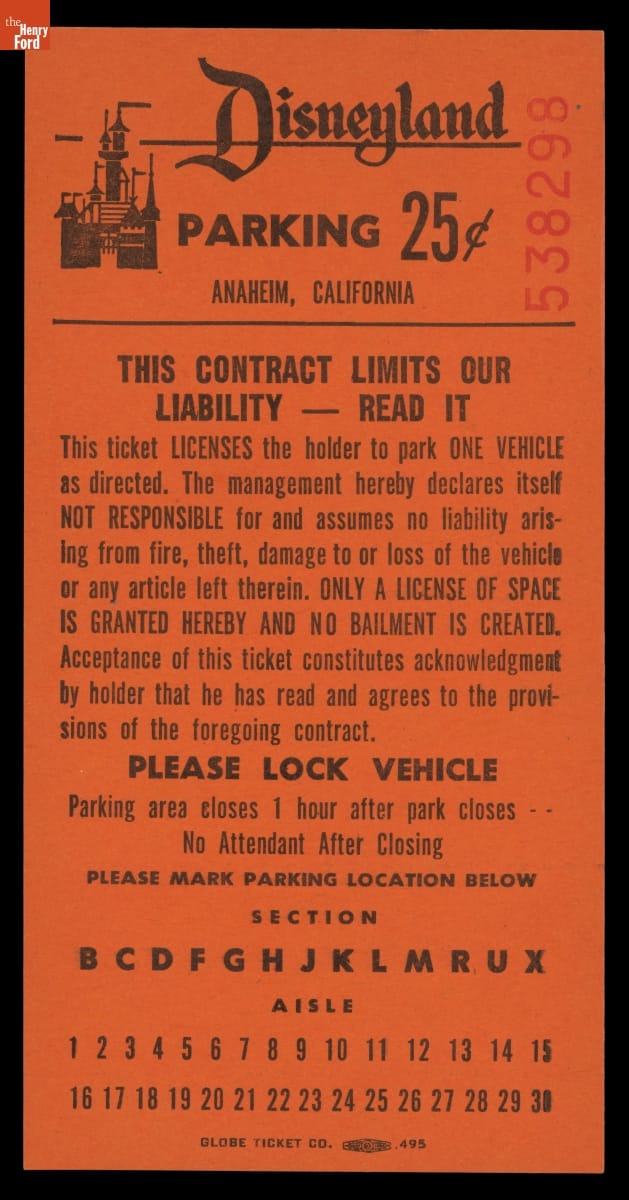 the
Henry
Ford
Disneyland
PARKING 25¢
538298
ANAHEIM, CALIFORNIA
THIS CONTRACT LIMITS OUR
LIABILITY — READ IT
This ticket LICENSES the holder to park ONE VEHICLE
as directed. The management hereby declares itself
NOT RESPONSIBLE for and assumes no liability aris-
ing from fire, theft, damage to or loss of the vehicle
or any article left therein. ONLY A LICENSE OF SPACE
IS GRANTED HEREBY AND NO BAILMENT IS CREATED.
Acceptance of this ticket constitutes acknowledgment
by holder that he has read and agrees to the provi-
sions of the foregoing contract.
PLEASE LOCK VEHICLE
Parking area closes 1 hour after park closes - -
No Attendant After Closing
PLEASE MARK PARKING LOCATION BELOW
SECTION
B C D F G H J K L M R U X
AISLE
1 2 3 4 5 6 7 8 9 10 11 12 13 14 15
16 17 18 19 20 21 22 23 24 25 26 27 28 29 30
GLOBE TICKET CO. .495